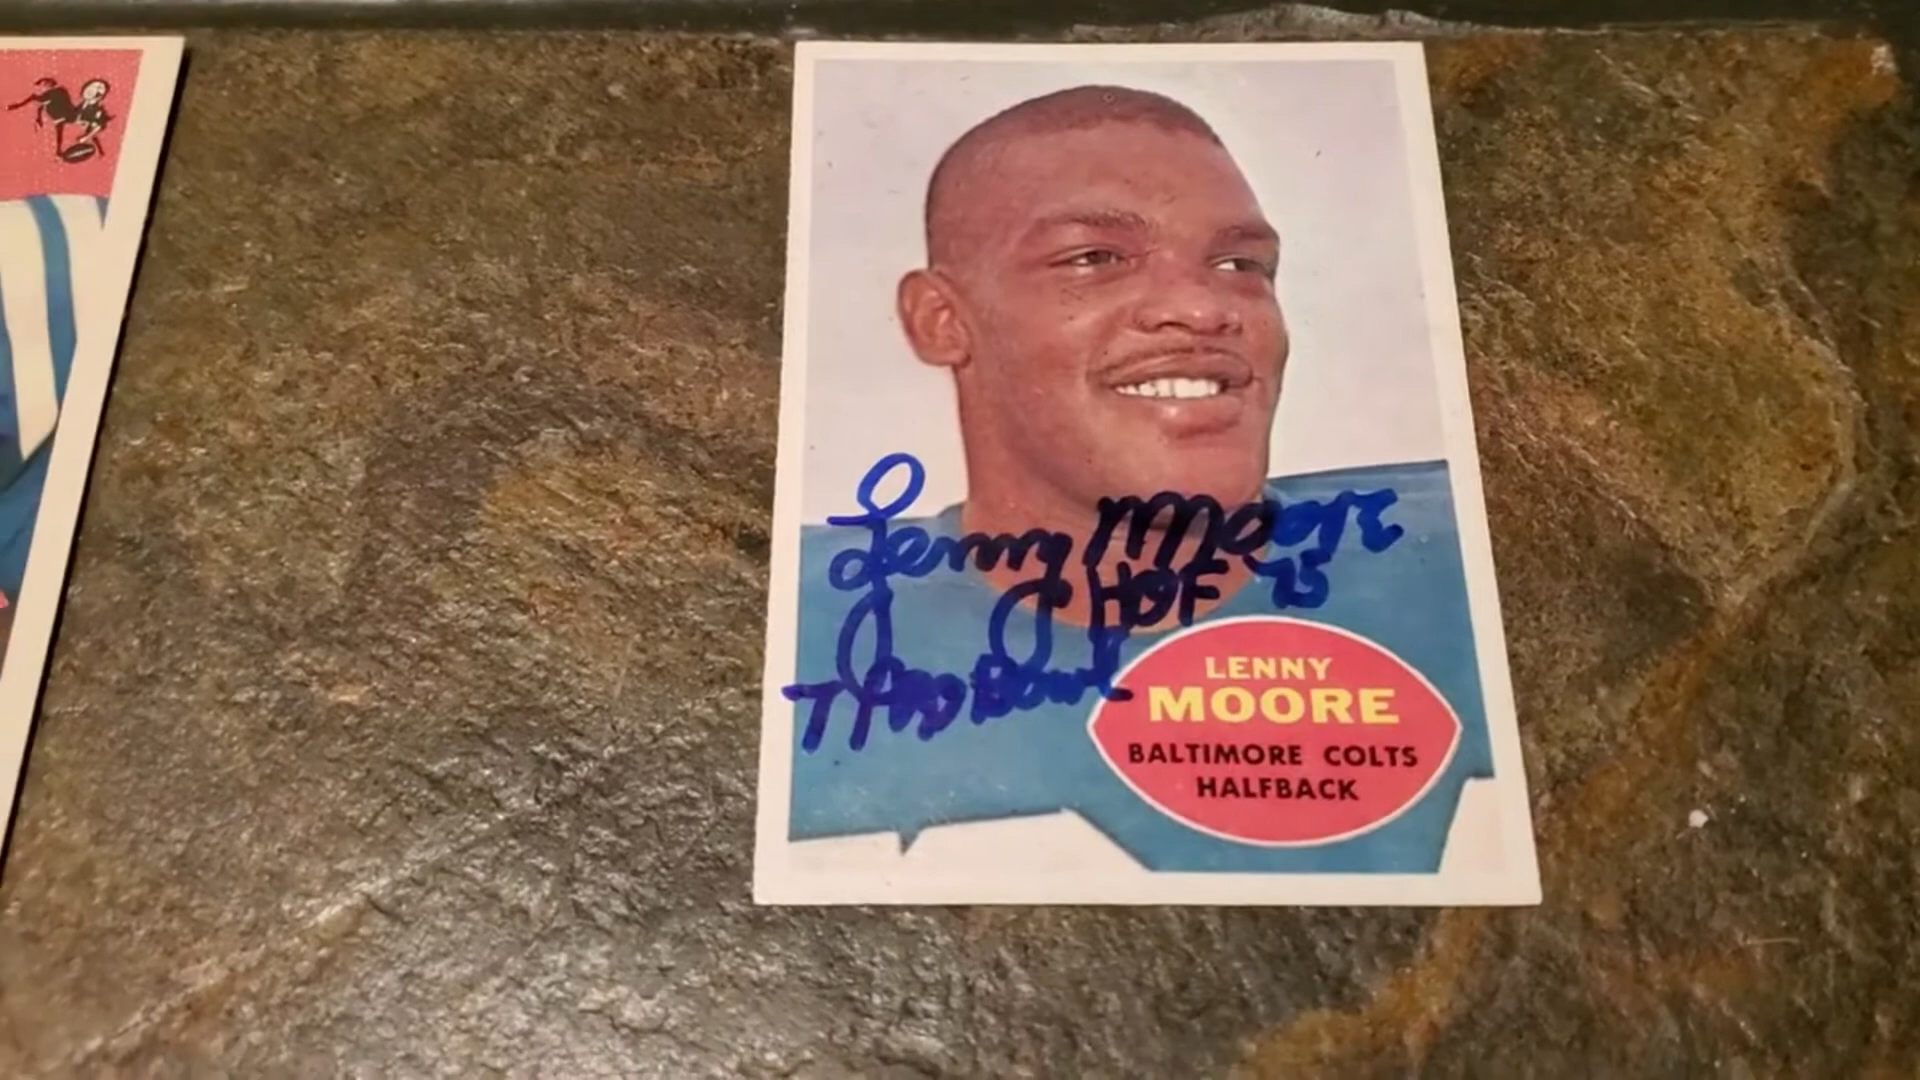 Lenny Moore
HOF 75
7 Pro Bowl
LENNY
MOORE
BALTIMORE COLTS
HALFBACK